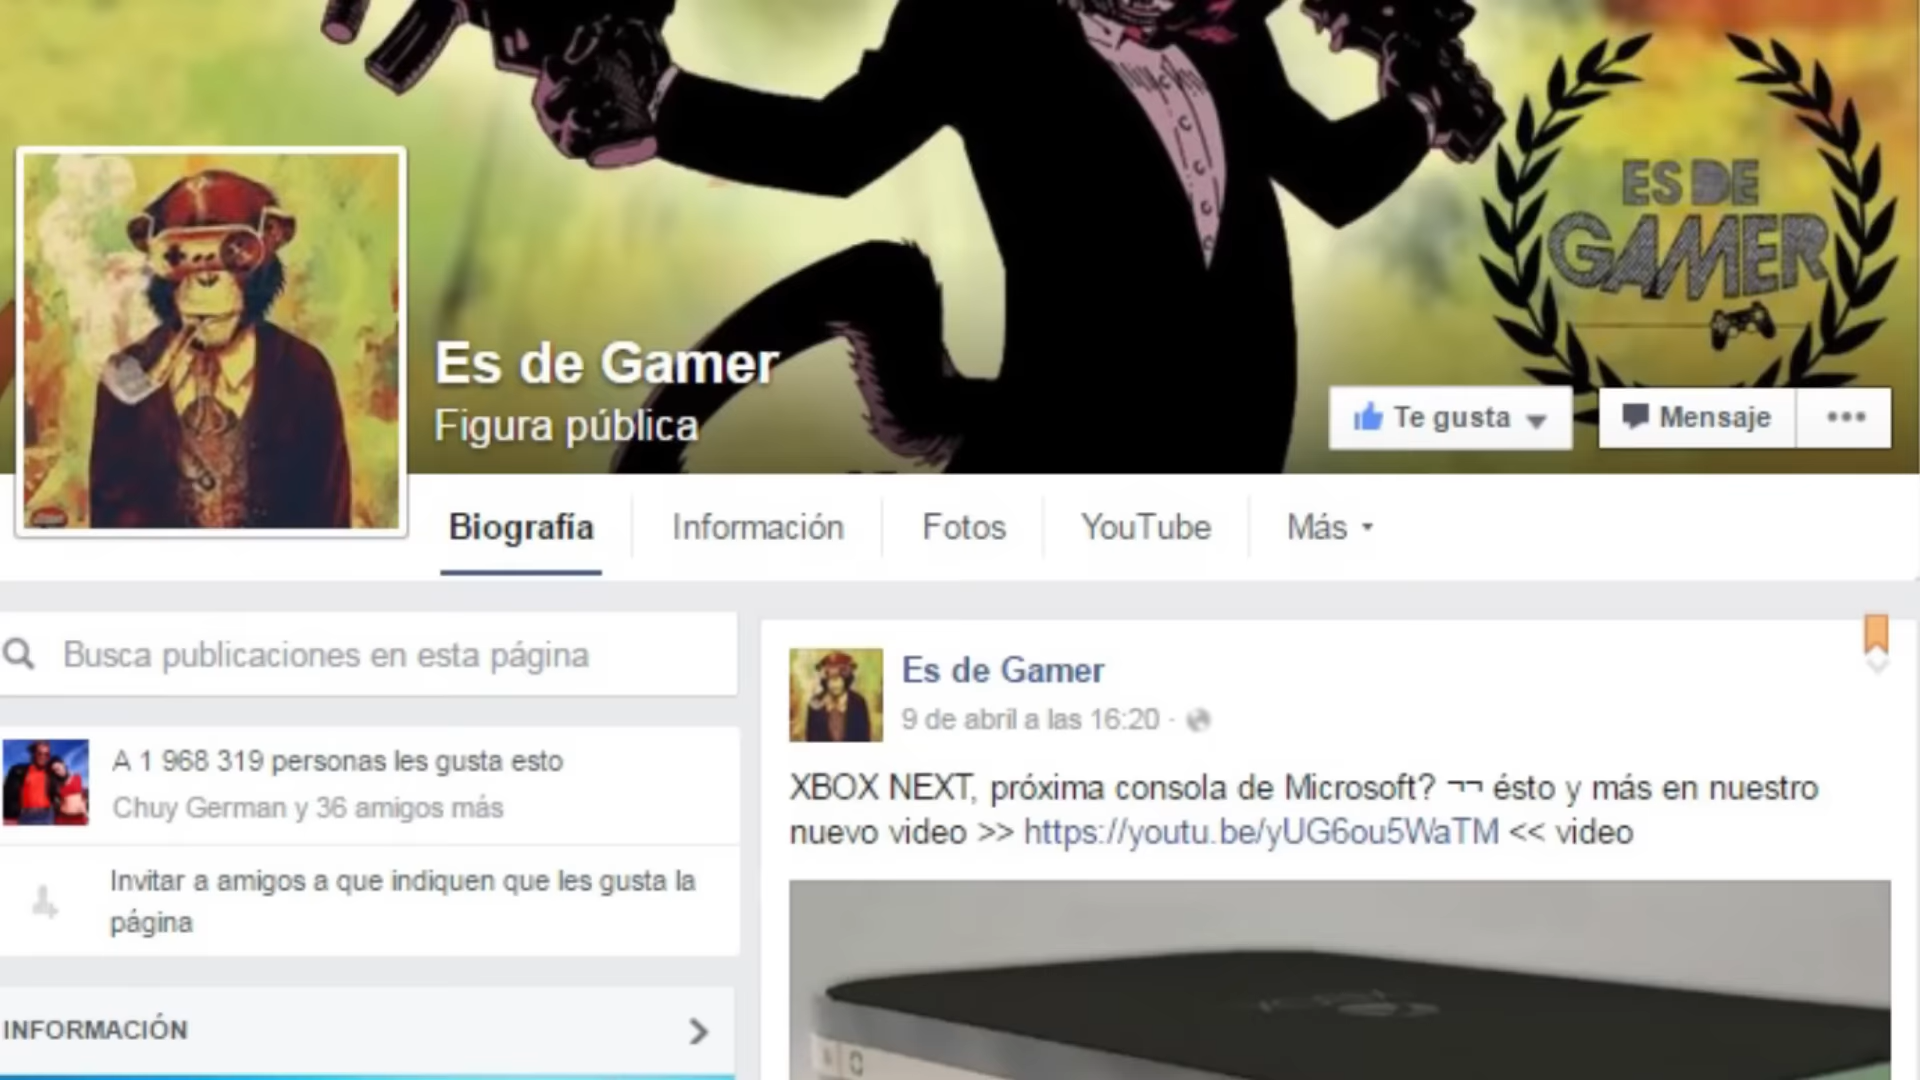 ES DE
GAMER
Es de Gamer
Figura pública
Te gusta
Mensaje
Biografía
Información
Fotos
YouTube
Más
Busca publicaciones en esta página
A 1 968 319 personas les gusta esto
Chuy German y 36 amigos más
Invitar a amigos a que indiquen que les gusta la
página
INFORMACIÓN
Es de Gamer
9 de abril a las 16:20 ·
XBOX NEXT, próxima consola de Microsoft? ¬¬ ésto y más en nuestro
nuevo video >> https://youtu.be/yUG6ou5WaTM << video